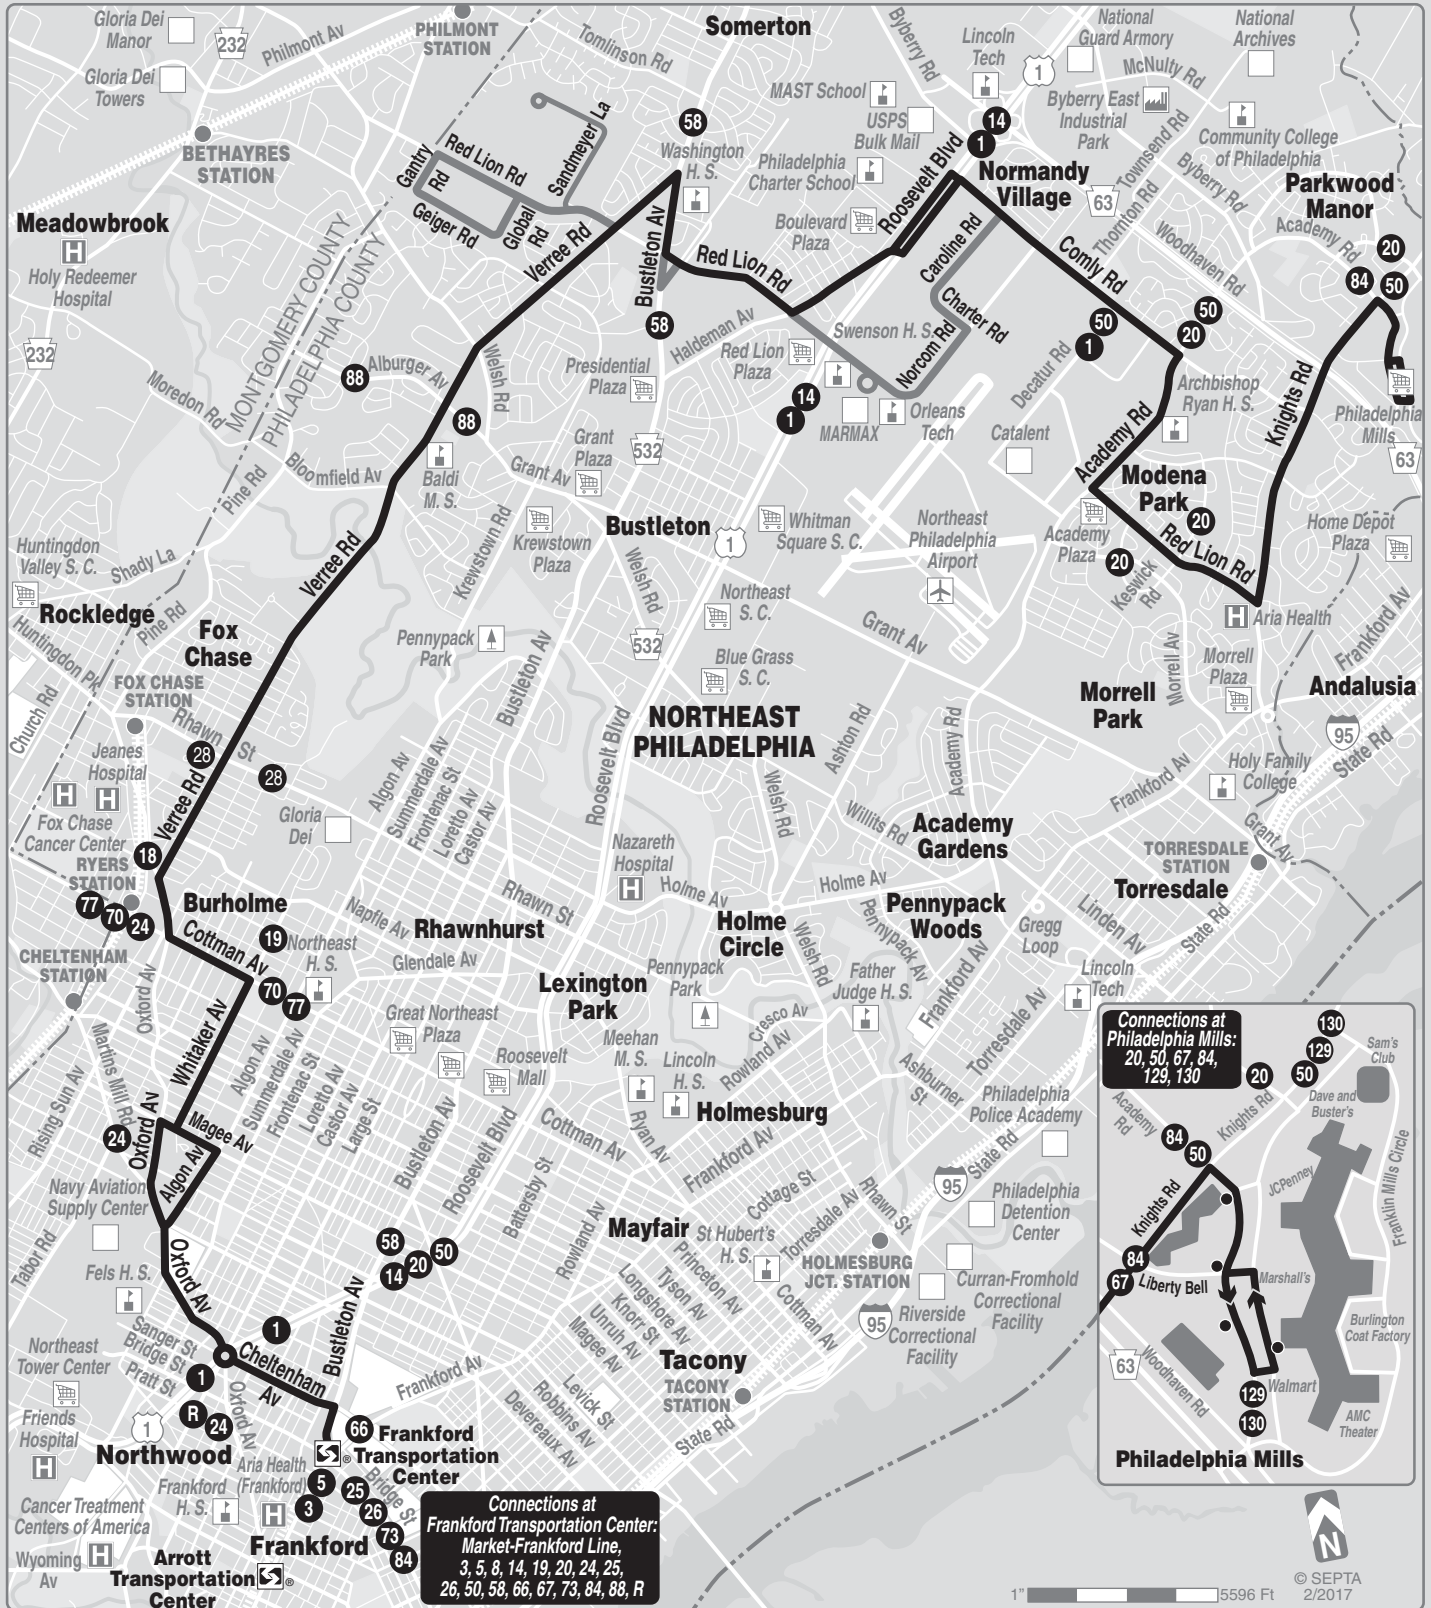 Gloria Dei
Manor
232
Philmont Av
PHILMONT
STATION
Tomlinson Rd
Somerton
Byberry Rd
Lincoln
Tech
National
Guard Armory
National
Archives
Gloria Dei
Towers
1
McNulty Rd
MAST School
USPS
Bulk Mail
Byberry East
Industrial
Park
Townsend Rd
Community College
of Philadelphia
BETHAYRES
STATION
Gantry
Rd
Red Lion Rd
Sandmeyer La
58
Washington
H. S.
Philadelphia
Charter School
14
1
Roosevelt Blvd
Normandy
Village
63
Thornton Rd
Byberry Rd
Parkwood
Manor
Academy Rd
Meadowbrook
Holy Redeemer
Hospital
Geiger Rd
Global
Rd
Verree Rd
Bustleton Av
Boulevard
Plaza
Red Lion Rd
Caroline Rd
Comly Rd
Woodhaven Rd
20
84
50
MONTGOMERY COUNTY
PHILADELPHIA COUNTY
232
58
Haldeman Av
Charter Rd
Swenson H. S.
Norcom Rd
Red Lion
Plaza
50
1
Decatur Rd
50
20
Archbishop
Ryan H. S.
Knights Rd
Philadelphia
Mills
63
Moredon Rd
88
Alburger Av
Welsh Rd
Presidential
Plaza
14
1
MARMAX
Orleans
Tech
Catalent
Academy Rd
Modena
Park
88
Baldi
M. S.
Bloomfield Av
Pine Rd
Grant
Plaza
532
Grant Av
Krewstown Rd
Krewstown
Plaza
Bustleton
1
Whitman
Square S. C.
Northeast
Philadelphia
Airport
Academy
Plaza
20
20
Keswick
Rd
Red Lion Rd
Home Depot
Plaza
Huntingdon
Valley S. C.
Shady La
Verree Rd
Welsh Rd
532
Northeast
S. C.
Grant Av
Aria Health
Frankford Av
Rockledge
Pine Rd
Huntingdon Pk
Fox
Chase
Pennypack
Park
Bustleton Av
Blue Grass
S. C.
Morrell Av
Morrell
Plaza
Morrell
Park
Andalusia
FOX CHASE
STATION
Church Rd
Rhawn St
NORTHEAST
PHILADELPHIA
Roosevelt Blvd
Ashton Rd
Academy Rd
95
State Rd
Jeanes
Hospital
28
28
Verree Rd
Algon Av
Summerdale Av
Frontenac St
Loretto Av
Castor Av
Welsh Rd
Frankford Av
Holy Family
College
Grant Av
Fox Chase
Cancer Center
Gloria
Dei
Willits Rd
Academy
Gardens
RYERS
STATION
18
Nazareth
Hospital
Holme Av
Holme Av
TORRESDALE
STATION
Torresdale
77
70
24
Burholme
Cottman Av
19
Northeast
H. S.
Napfle Av
Rhawnhurst
Rhawn St
Holme
Circle
Pennypack
Woods
Pennypack Av
Gregg
Loop
Linden Av
State Rd
CHELTENHAM
STATION
Oxford Av
Glendale Av
70
77
Lexington
Park
Pennypack
Park
Welsh Rd
Father
Judge H. S.
Frankford Av
Lincoln
Tech
Martins Mill Rd
Whitaker Av
Algon Av
Summerdale Av
Frontenac St
Loretto Av
Castor Av
Large St
Great Northeast
Plaza
Roosevelt
Mall
Meehan
M. S.
Lincoln
H. S.
Cresco Av
Rowland Av
Torresdale Av
Ashburner
St
Connections at
Philadelphia Mills:
20, 50, 67, 84,
129, 130
130
129
50
20
Sam's
Club
Rising Sun Av
24
Oxford Av
Magee Av
Algon Av
Bustleton Av
Roosevelt Blvd
Cottman Av
Ryan Av
Holmesburg
Philadelphia
Police Academy
Academy
Rd
Knights Rd
Dave and
Buster's
84
50
Navy Aviation
Supply Center
Battersby St
Frankford Av
Cottage St
Rhawn St
State Rd
95
Philadelphia
Detention
Center
Knights Rd
JCPenney
Franklin Mills Circle
Tabor Rd
Fels H. S.
Oxford Av
58
14
20
50
Rowland Av
Mayfair
St Hubert's
H. S.
Torresdale Av
HOLMESBURG
JCT. STATION
Curran-Fromhold
Correctional
Facility
84
67
Liberty Bell
Marshall's
Sanger St
Bridge St
Pratt St
1
1
Cheltenham
Av
Bustleton Av
Longshore Av
Knorr St
Unruh Av
Magee Av
Tyson Av
Princeton Av
Cottman Av
95
Riverside
Correctional
Facility
Burlington
Coat Factory
Northeast
Tower Center
Oxford Av
Frankford Av
Tacony
TACONY
STATION
63
Woodhaven Rd
Walmart
129
130
AMC
Theater
Friends
Hospital
1
R
24
Northwood
66
Frankford
Transportation
Center
Levick St
Robbins Av
Devereaux Av
State Rd
Philadelphia Mills
Aria Health
(Frankford)
Frankford
H. S.
5
3
25
26
73
84
Bridge St
Cancer Treatment
Centers of America
Wyoming
Av
Frankford
Arrott
Transportation
Center
Connections at
Frankford Transportation Center:
Market-Frankford Line,
3, 5, 8, 14, 19, 20, 24, 25,
26, 50, 58, 66, 67, 73, 84, 88, R
N
1"
5596 Ft
© SEPTA
2/2017